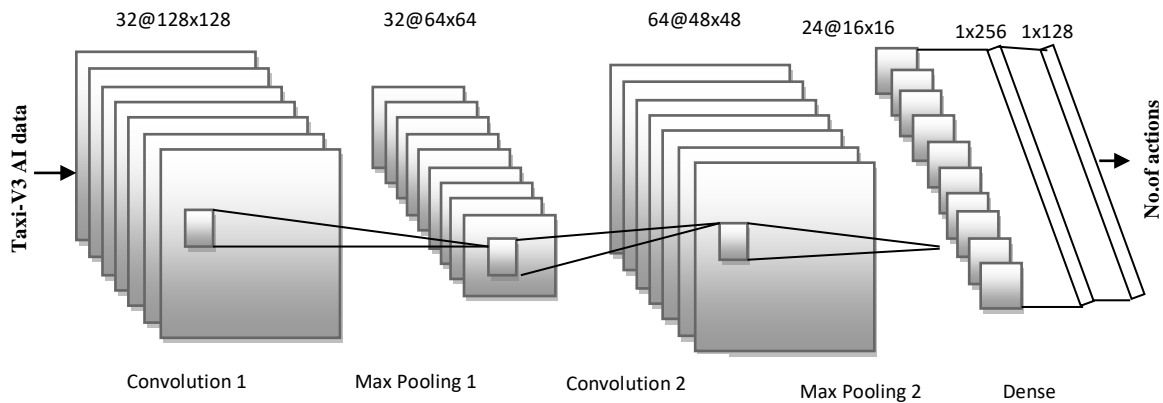 32@128x128
32@64x64
64@48x48
24@16x16
1x256
1x128
Taxi-V3 AI data
No.of actions
Convolution 1
Max Pooling 1
Convolution 2
Max Pooling 2
Dense